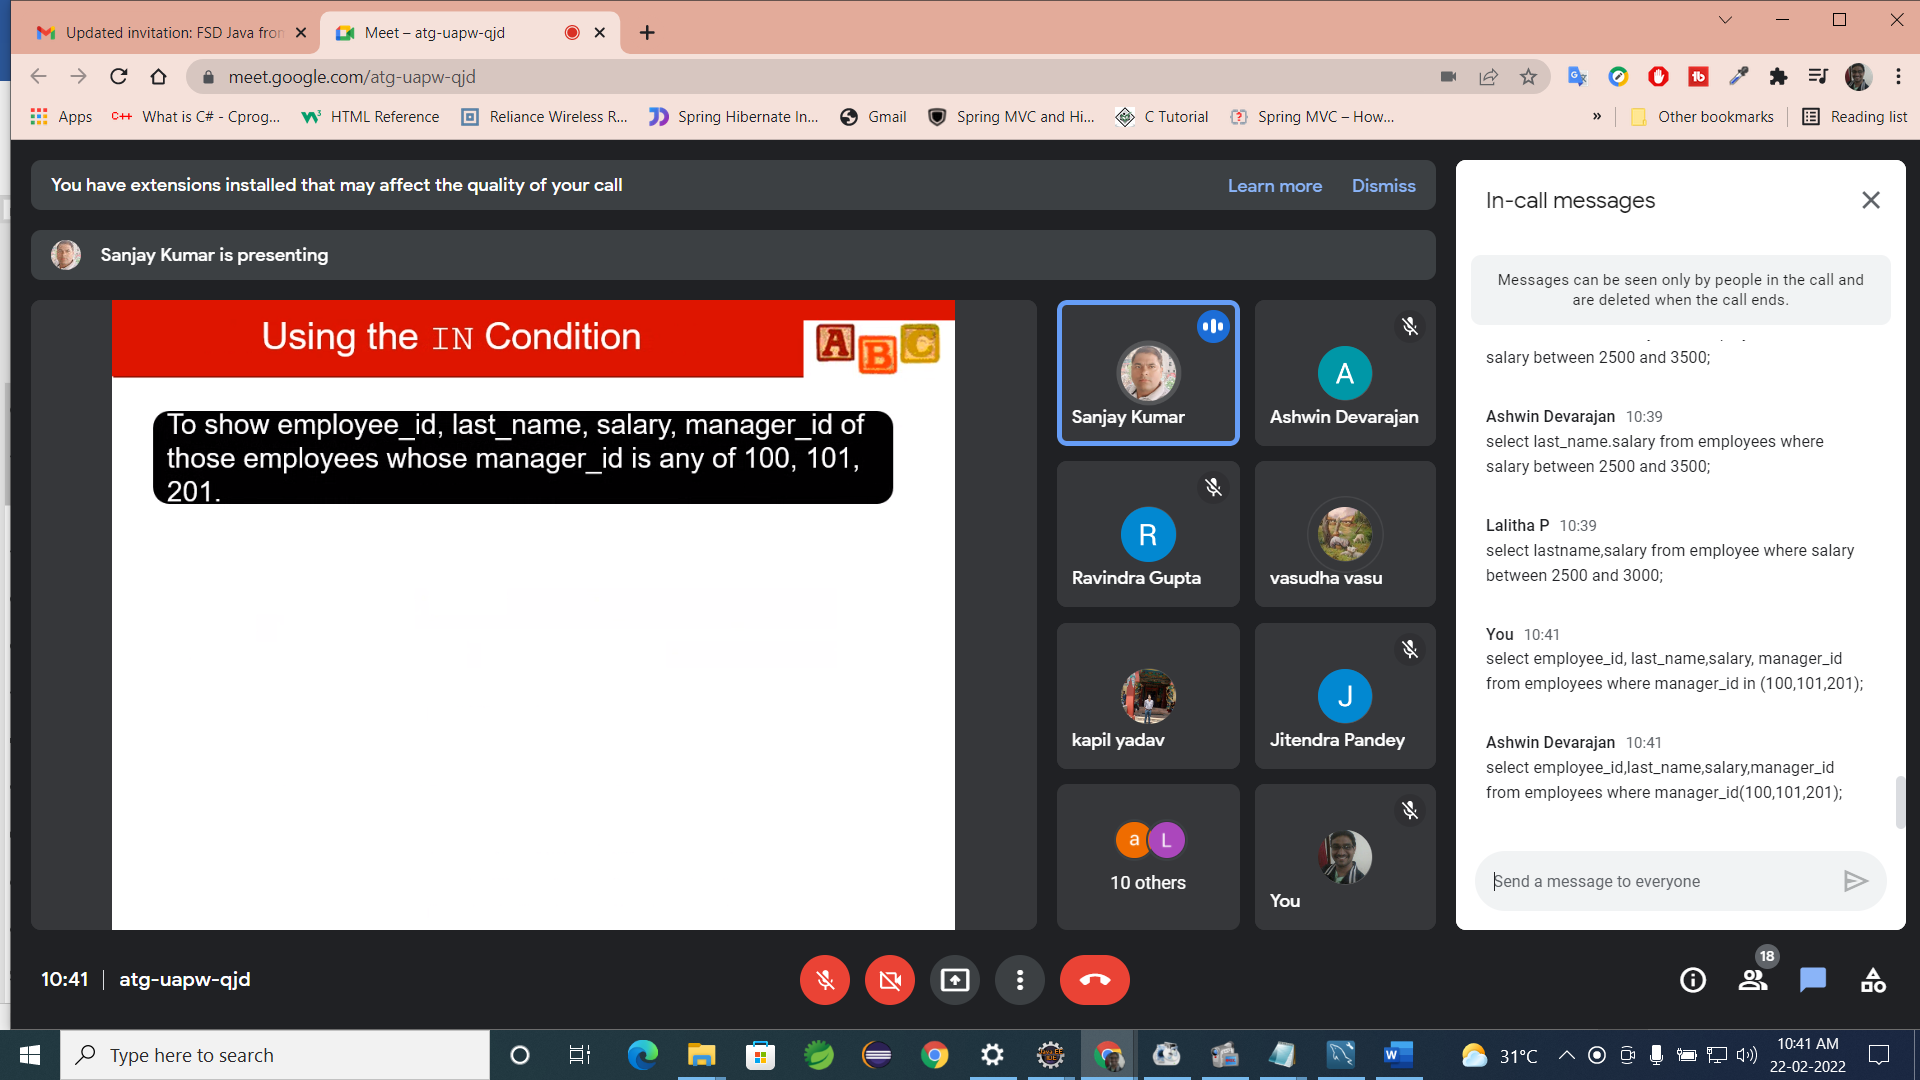 Updated invitation: FSD Java fron
Meet – atg-uapw-qjd
meet.google.com/atg-uapw-qjd
Apps
What is C# - Cprog...
HTML Reference
Reliance Wireless R...
Spring Hibernate In...
Gmail
Spring MVC and Hi...
C Tutorial
Spring MVC – How...
»
Other bookmarks
Reading list
You have extensions installed that may affect the quality of your call
Learn more
Dismiss
Sanjay Kumar is presenting
Using the IN Condition
A B C
To show employee_id, last_name, salary, manager_id of
those employees whose manager_id is any of 100, 101,
201.
Sanjay Kumar
A
Ashwin Devarajan
R
Ravindra Gupta
vasudha vasu
kapil yadav
J
Jitendra Pandey
a L
10 others
You
In-call messages
Messages can be seen only by people in the call and
are deleted when the call ends.
salary between 2500 and 3500;
Ashwin Devarajan 10:39
select last_name.salary from employees where
salary between 2500 and 3500;
Lalitha P 10:39
select lastname,salary from employee where salary
between 2500 and 3000;
You 10:41
select employee_id, last_name,salary, manager_id
from employees where manager_id in (100,101,201);
Ashwin Devarajan 10:41
select employee_id,last_name,salary,manager_id
from employees where manager_id(100,101,201);
Send a message to everyone
10:41 | atg-uapw-qjd
18
Type here to search
31°C
10:41 AM
22-02-2022